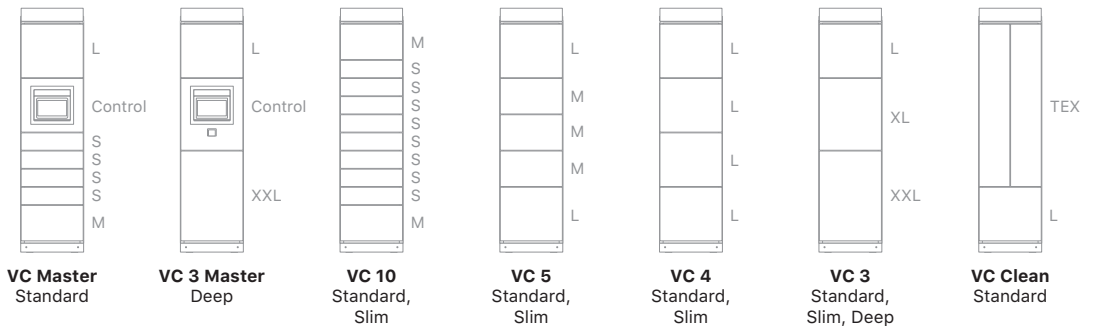 L
Control
S
S
S
S
M
VC Master
Standard
L
Control
XXL
VC 3 Master
Deep
M
S
S
S
S
S
S
S
S
M
VC 10
Standard,
Slim
L
M
M
M
L
VC 5
Standard,
Slim
L
L
L
L
VC 4
Standard,
Slim
L
XL
XXL
VC 3
Standard,
Slim, Deep
TEX
L
VC Clean
Standard